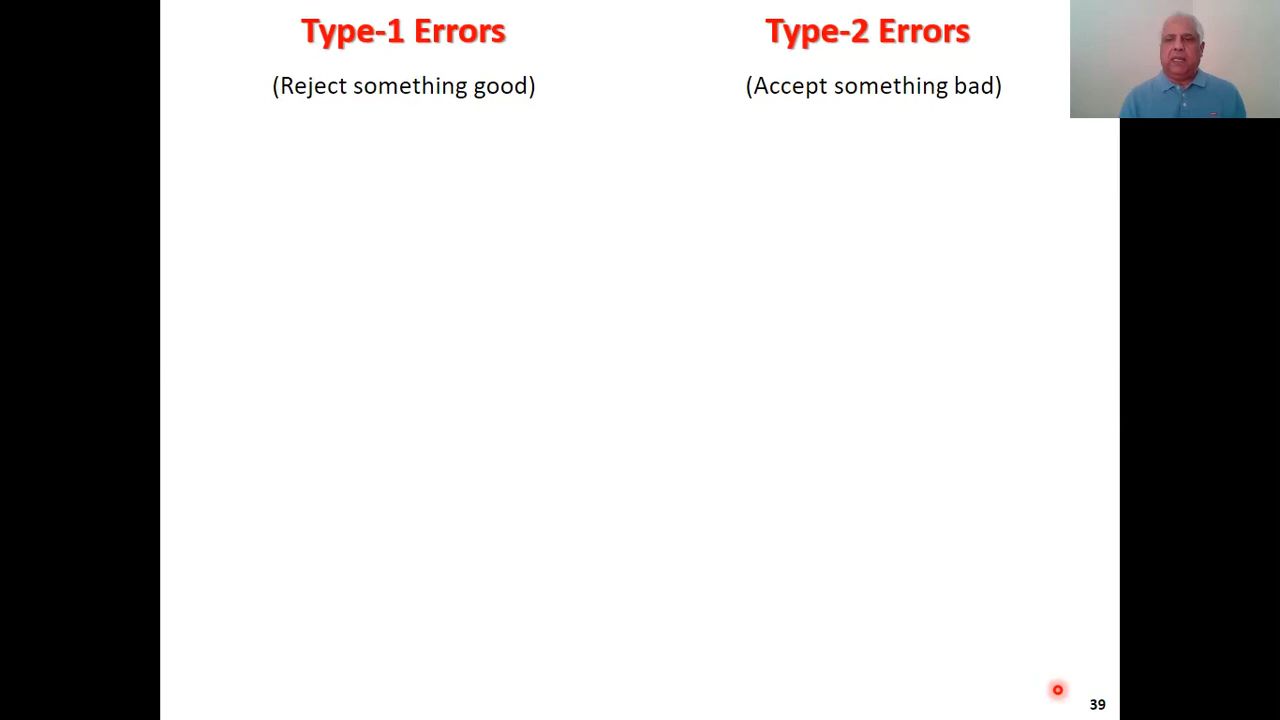 Type-1 Errors
(Reject something good)
Type-2 Errors
(Accept something bad)
39